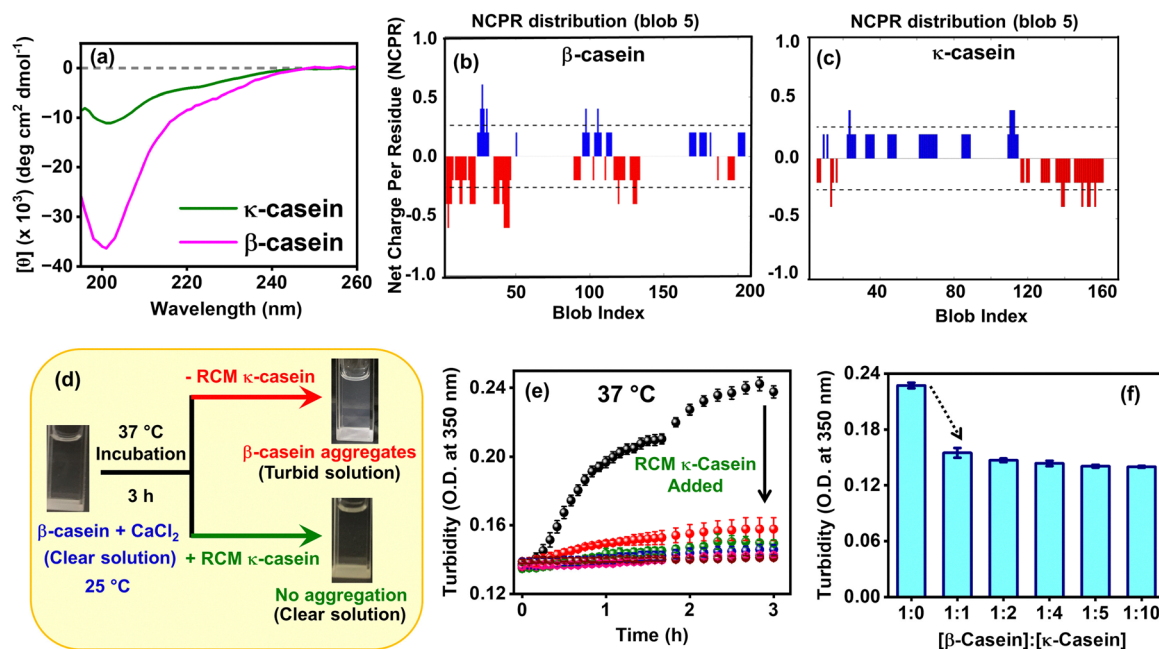 (a)
[θ] (x 10³) (deg cm² dmol⁻¹)
0
−10
−20
−30
−40
κ-casein
β-casein
200
220
240
260
Wavelength (nm)
NCPR distribution (blob 5)
(b)
β-casein
Net Charge Per Residue (NCPR)
1.0
0.5
0.0
-0.5
-1.0
50
100
150
200
Blob Index
NCPR distribution (blob 5)
(c)
κ-casein
1.0
0.5
0.0
-0.5
-1.0
40
80
120
160
Blob Index
(d)
- RCM κ-casein
37 °C
Incubation
3 h
β-casein aggregates
(Turbid solution)
β-casein + CaCl₂
(Clear solution)
25 °C
+ RCM κ-casein
No aggregation
(Clear solution)
(e)
37 °C
Turbidity (O.D. at 350 nm)
0.24
0.20
0.16
0.12
RCM κ-Casein
Added
0
1
2
3
Time (h)
(f)
Turbidity (O.D. at 350 nm)
0.24
0.18
0.12
0.06
0.00
1:0
1:1
1:2
1:4
1:5
1:10
[β-Casein]:[κ-Casein]